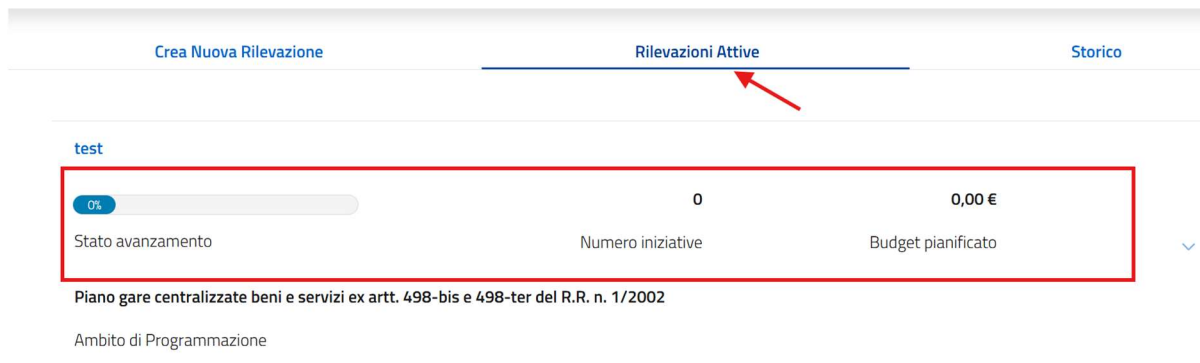 Crea Nuova Rilevazione Rilevazioni Attive Storico
test
0% 0 0,00 €
Stato avanzamento Numero iniziative Budget pianificato
Piano gare centralizzate beni e servizi ex artt. 498-bis e 498-ter del R.R. n. 1/2002
Ambito di Programmazione